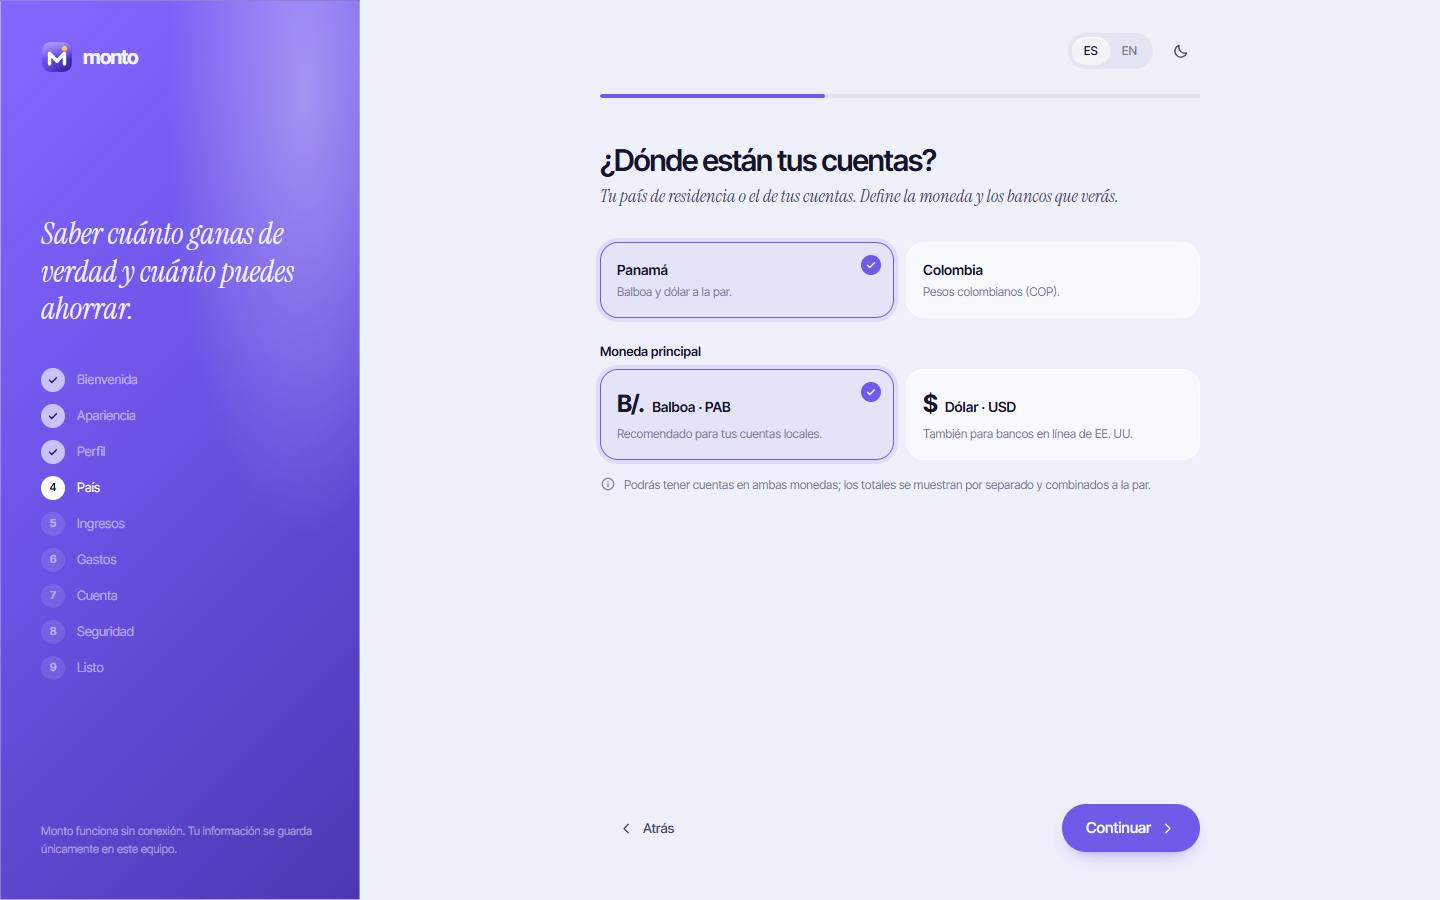 monto
Saber cuánto ganas de
verdad y cuánto puedes
ahorrar.
Bienvenida
Apariencia
Perfil
4 País
5 Ingresos
6 Gastos
7 Cuenta
8 Seguridad
9 Listo
Monto funciona sin conexión. Tu información se guarda
únicamente en este equipo.
ES EN
¿Dónde están tus cuentas?
Tu país de residencia o el de tus cuentas. Define la moneda y los bancos que verás.
Panamá
Balboa y dólar a la par.
Colombia
Pesos colombianos (COP).
Moneda principal
B/. Balboa · PAB
Recomendado para tus cuentas locales.
$ Dólar · USD
También para bancos en línea de EE. UU.
Podrás tener cuentas en ambas monedas; los totales se muestran por separado y combinados a la par.
Atrás
Continuar